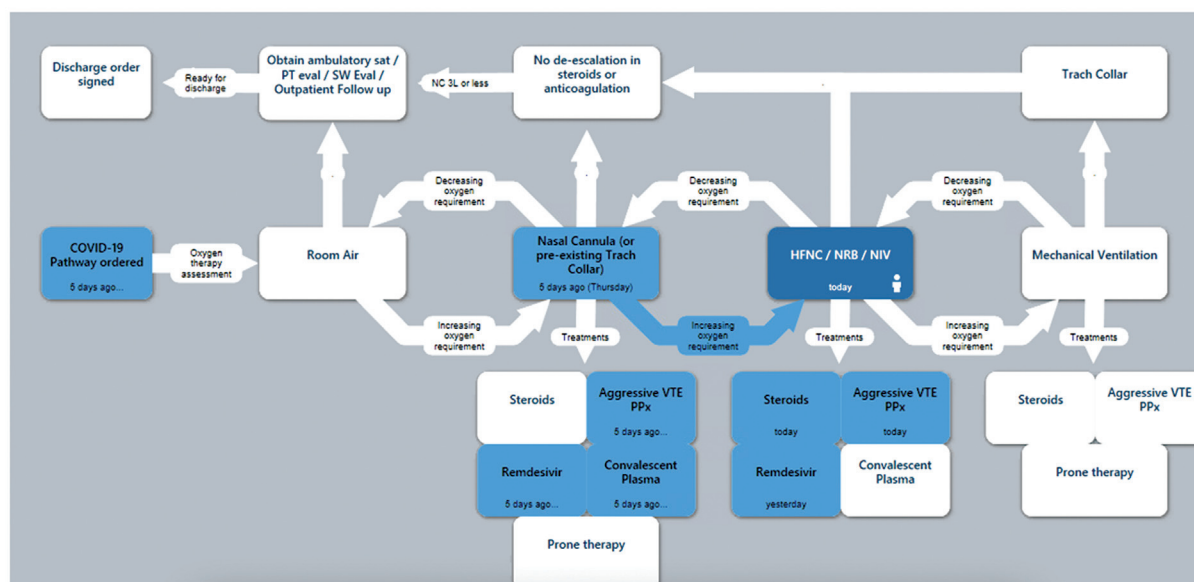 Discharge order
signed
Ready for
discharge
Obtain ambulatory sat /
PT eval / SW Eval /
Outpatient Follow up
NC 3L or less
No de-escalation in
steroids or
anticoagulation
Trach Collar
Decreasing
oxygen
requirement
Decreasing
oxygen
requirement
Decreasing
oxygen
requirement
COVID-19
Pathway ordered
5 days ago...
Oxygen
therapy
assessment
Room Air
Nasal Cannula (or
pre-existing Trach
Collar)
5 days ago (Thursday)
HFNC / NRB / NIV
today
Mechanical Ventilation
Increasing
oxygen
requirement
Treatments
Increasing
oxygen
requirement
Treatments
Increasing
oxygen
requirement
Treatments
Steroids
Aggressive VTE
PPx
5 days ago...
Remdesivir
5 days ago...
Convalescent
Plasma
5 days ago...
Prone therapy
Steroids
today
Aggressive VTE
PPx
today
Remdesivir
yesterday
Convalescent
Plasma
Steroids
Aggressive VTE
PPx
Prone therapy